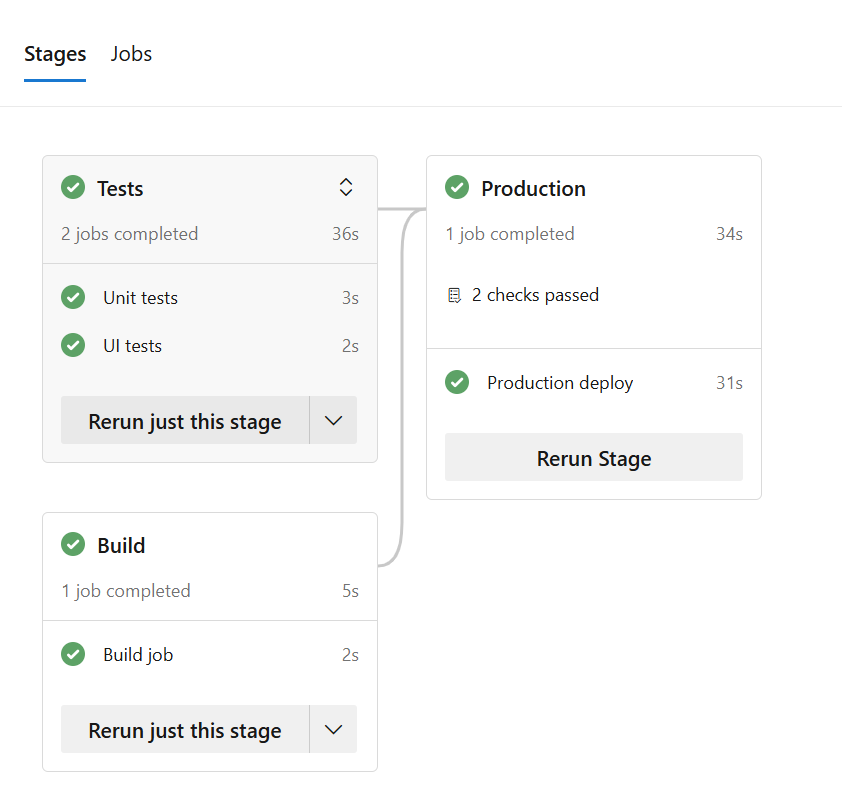 Stages Jobs
Tests
2 jobs completed 36s
Unit tests 3s
UI tests 2s
Rerun just this stage
Build
1 job completed 5s
Build job 2s
Rerun just this stage
Production
1 job completed 34s
2 checks passed
Production deploy 31s
Rerun Stage